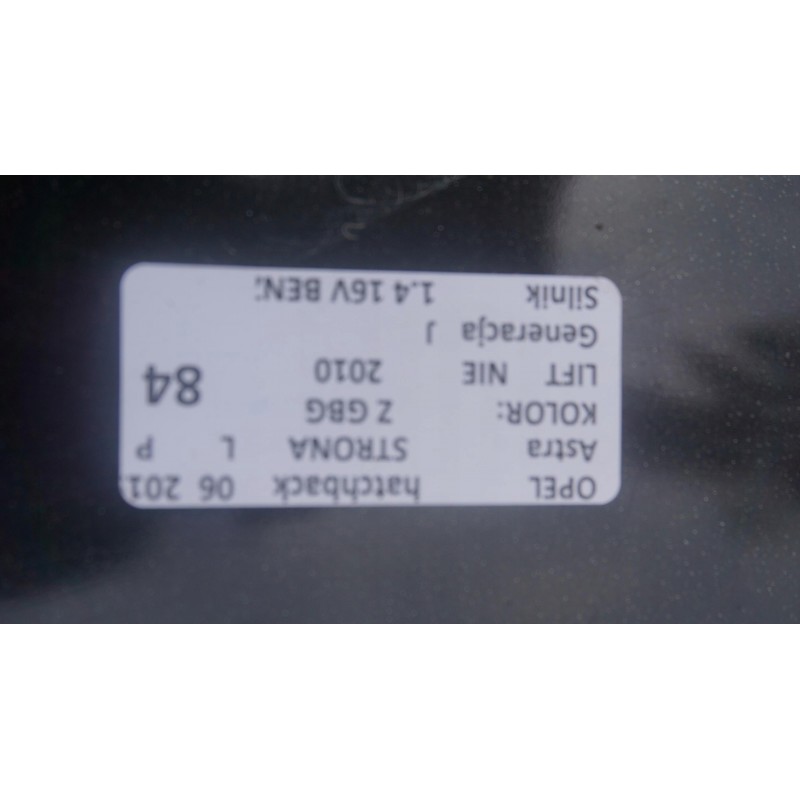 OPEL hatchback 06 201
Astra STRONA L P
KOLOR: Z GBG
LIFT NIE 2010 84
Generacja J
Silnik 1.4 16V BEN